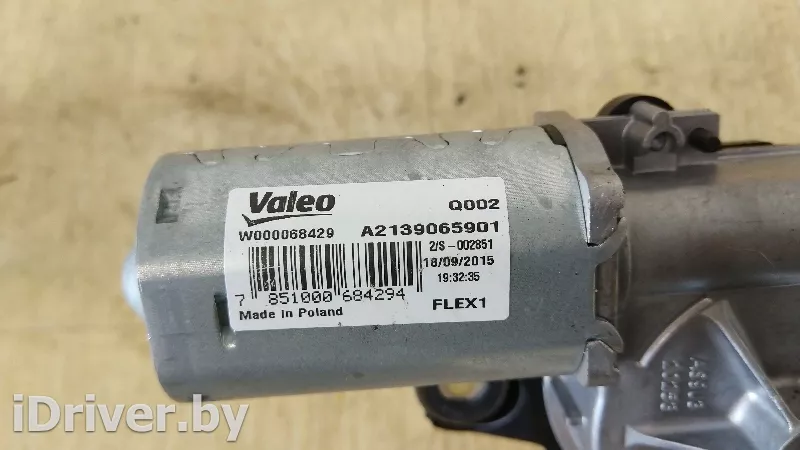 Valeo Q002
W000068429 A2139065901
2/S-002851
18/09/2015
19:32:35
7 851000 684294
Made in Poland FLEX1
iDriver.by